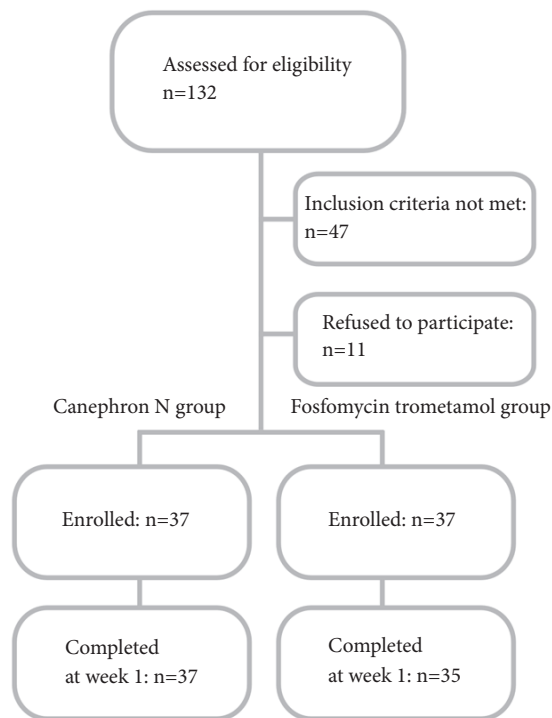 Assessed for eligibility
n=132
Inclusion criteria not met:
n=47
Refused to participate:
n=11
Canephron N group
Fosfomycin trometamol group
Enrolled: n=37
Enrolled: n=37
Completed
at week 1: n=37
Completed
at week 1: n=35